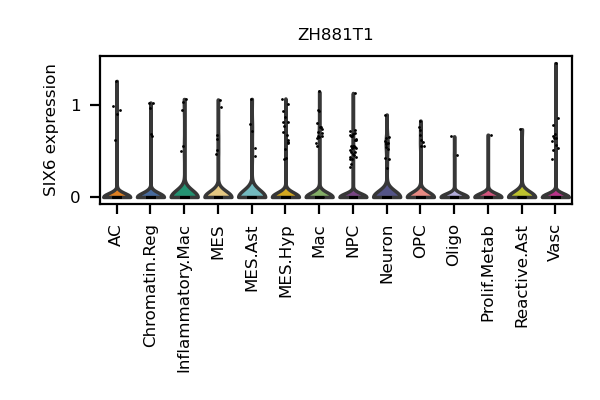 ZH881T1
SIX6 expression
1
0
AC
Chromatin.Reg
Inflammatory.Mac
MES
MES.Ast
MES.Hyp
Mac
NPC
Neuron
OPC
Oligo
Prolif.Metab
Reactive.Ast
Vasc